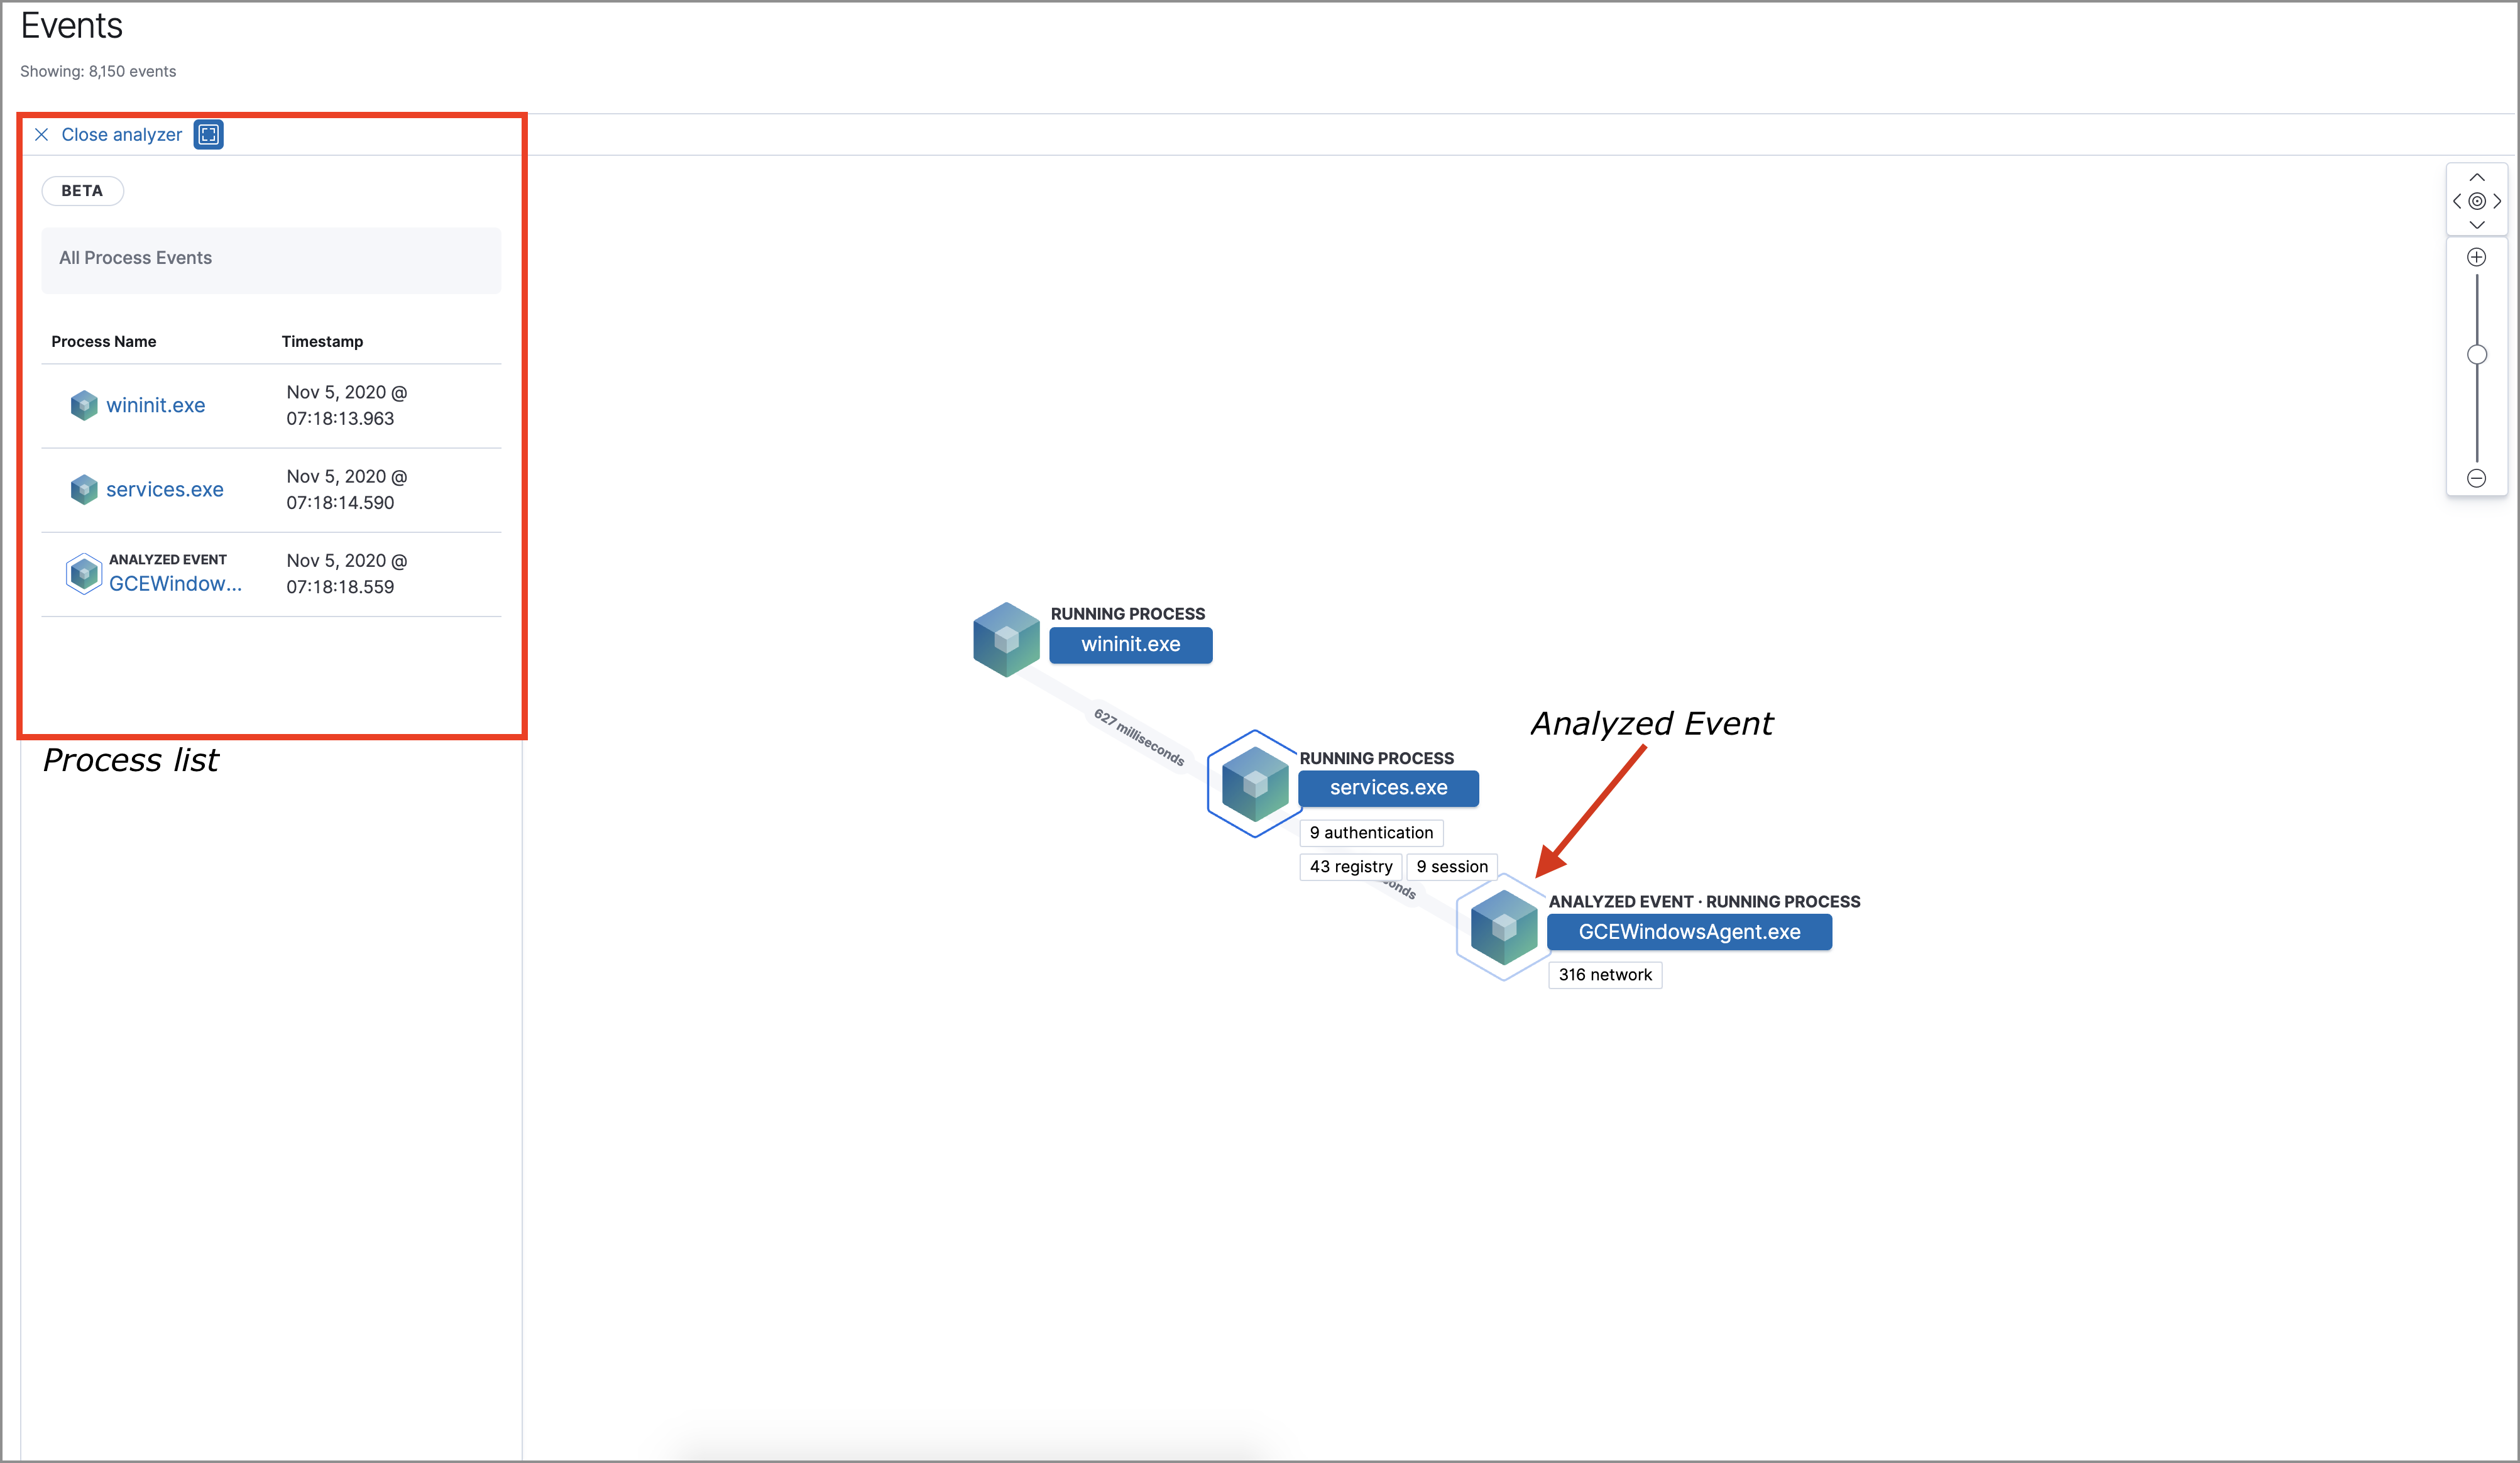 Events
Showing: 8,150 events
Close analyzer
BETA
All Process Events
Process Name Timestamp
wininit.exe
Nov 5, 2020 @
07:18:13.963
services.exe
Nov 5, 2020 @
07:18:14.590
ANALYZED EVENT
GCEWindow...
Nov 5, 2020 @
07:18:18.559
Process list
RUNNING PROCESS
wininit.exe
627 milliseconds
RUNNING PROCESS
services.exe
9 authentication
43 registry
9 session
Analyzed Event
ANALYZED EVENT · RUNNING PROCESS
GCEWindowsAgent.exe
316 network